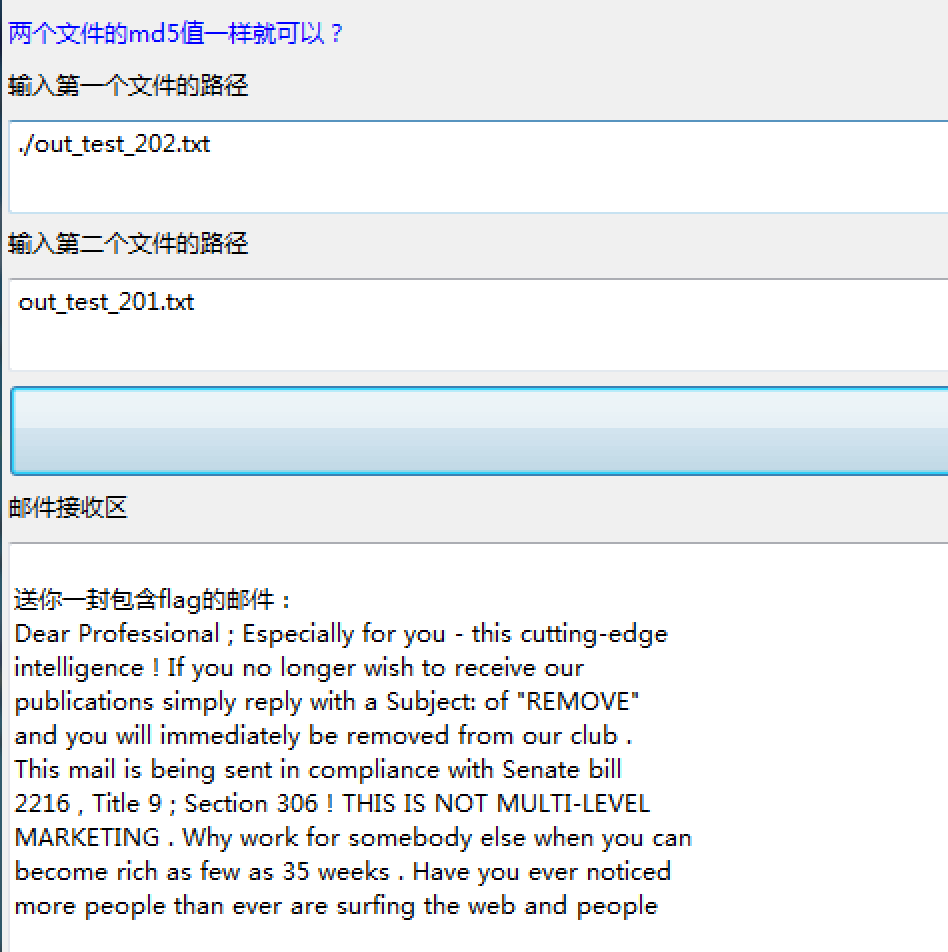 两个文件的md5值一样就可以？
输入第一个文件的路径
./out_test_202.txt
输入第二个文件的路径
out_test_201.txt
邮件接收区
送你一封包含flag的邮件：
Dear Professional ; Especially for you - this cutting-edge
intelligence ! If you no longer wish to receive our
publications simply reply with a Subject: of "REMOVE"
and you will immediately be removed from our club .
This mail is being sent in compliance with Senate bill
2216 , Title 9 ; Section 306 ! THIS IS NOT MULTI-LEVEL
MARKETING . Why work for somebody else when you can
become rich as few as 35 weeks . Have you ever noticed
more people than ever are surfing the web and people